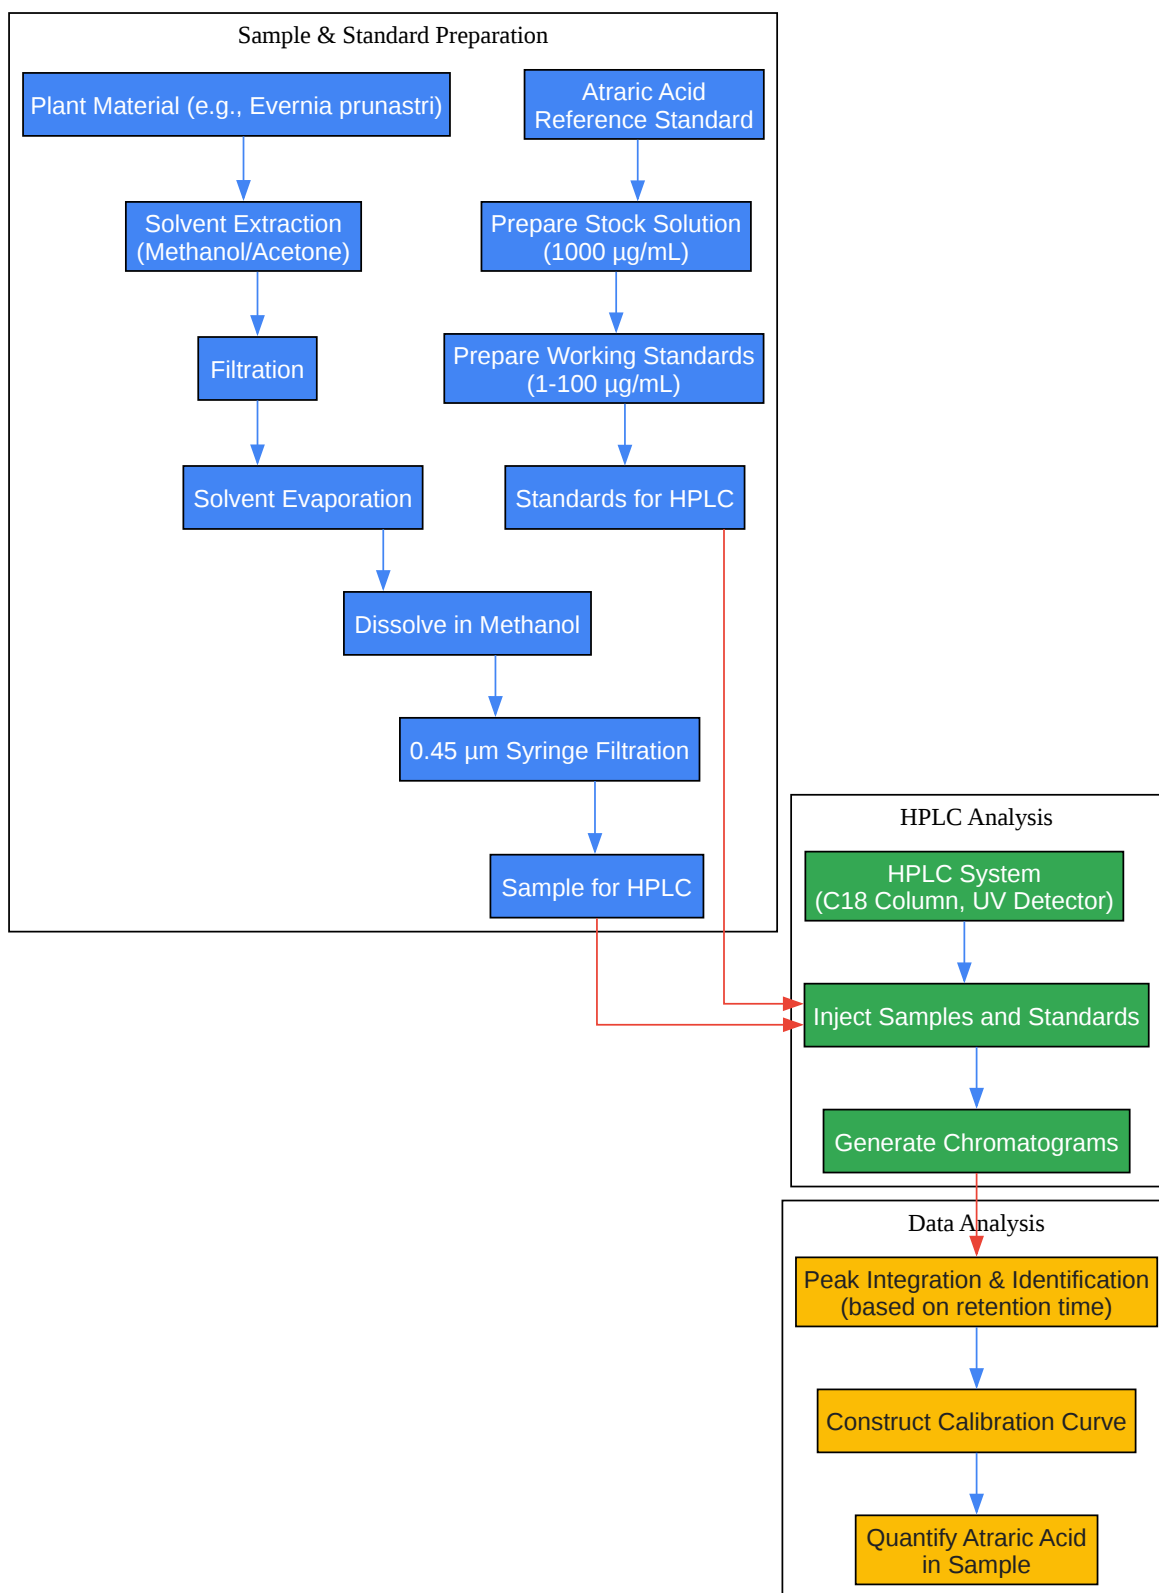 Sample & Standard Preparation
Plant Material (e.g., Evernia prunastri)
Atraric Acid
Reference Standard
Solvent Extraction
(Methanol/Acetone)
Prepare Stock Solution
(1000 µg/mL)
Filtration
Prepare Working Standards
(1-100 µg/mL)
Solvent Evaporation
Standards for HPLC
Dissolve in Methanol
0.45 µm Syringe Filtration
Sample for HPLC
HPLC Analysis
HPLC System
(C18 Column, UV Detector)
Inject Samples and Standards
Generate Chromatograms
Data Analysis
Peak Integration & Identification
(based on retention time)
Construct Calibration Curve
Quantify Atraric Acid
in Sample